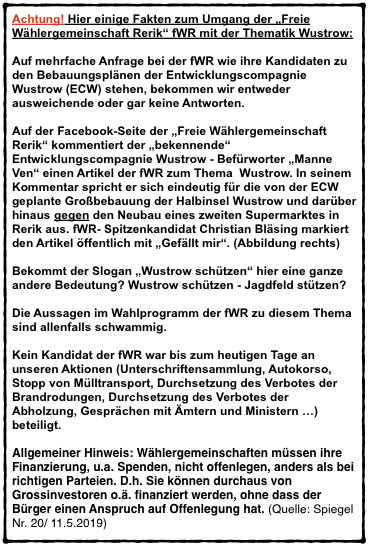 Achtung! Hier einige Fakten zum Umgang der „Freie
Wählergemeinschaft Rerik“ fWR mit der Thematik Wustrow:
Auf mehrfache Anfrage bei der fWR wie ihre Kandidaten zu
den Bebauungsplänen der Entwicklungscompagnie
Wustrow (ECW) stehen, bekommen wir entweder
ausweichende oder gar keine Antworten.
Auf der Facebook-Seite der „Freie Wählergemeinschaft
Rerik“ kommentiert der „bekennende“
Entwicklungscompagnie Wustrow - Befürworter „Manne
Ven“ einen Artikel der fWR zum Thema Wustrow. In seinem
Kommentar spricht er sich eindeutig für die von der ECW
geplante Großbebauung der Halbinsel Wustrow und darüber
hinaus gegen den Neubau eines zweiten Supermarktes in
Rerik aus. fWR- Spitzenkandidat Christian Bläsing markiert
den Artikel öffentlich mit „Gefällt mir“. (Abbildung rechts)
Bekommt der Slogan „Wustrow schützen“ hier eine ganze
andere Bedeutung? Wustrow schützen - Jagdfeld stützen?
Die Aussagen im Wahlprogramm der fWR zu diesem Thema
sind allenfalls schwammig.
Kein Kandidat der fWR war bis zum heutigen Tage an
unseren Aktionen (Unterschriftensammlung, Autokorso,
Stopp von Mülltransport, Durchsetzung des Verbotes der
Brandrodungen, Durchsetzung des Verbotes der
Abholzung, Gesprächen mit Ämtern und Ministern …)
beteiligt.
Allgemeiner Hinweis: Wählergemeinschaften müssen ihre
Finanzierung, u.a. Spenden, nicht offenlegen, anders als bei
richtigen Parteien. D.h. Sie können durchaus von
Grossinvestoren o.ä. finanziert werden, ohne dass der
Bürger einen Anspruch auf Offenlegung hat. (Quelle: Spiegel
Nr. 20/ 11.5.2019)